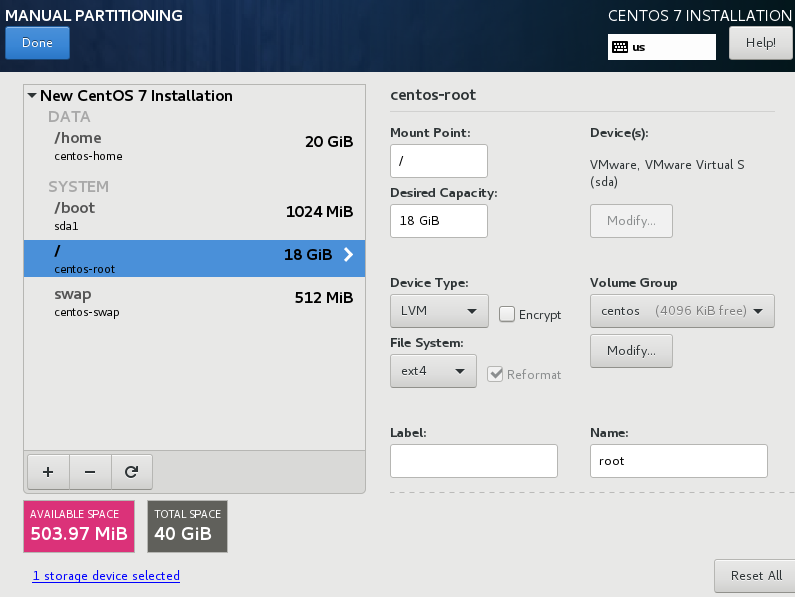 MANUAL PARTITIONING
CENTOS 7 INSTALLATION
Done
us
Help!
New CentOS 7 Installation
DATA
/home
20 GiB
centos-home
SYSTEM
/boot
1024 MiB
sda1
/
18 GiB
centos-root
swap
512 MiB
centos-swap
+ −
AVAILABLE SPACE
503.97 MiB
TOTAL SPACE
40 GiB
1 storage device selected
centos-root
Mount Point:
/
Desired Capacity:
18 GiB
Device(s):
VMware, VMware Virtual S
(sda)
Modify...
Device Type:
LVM
Encrypt
File System:
ext4
Reformat
Volume Group
centos (4096 KiB free)
Modify...
Label:
Name:
root
Reset All